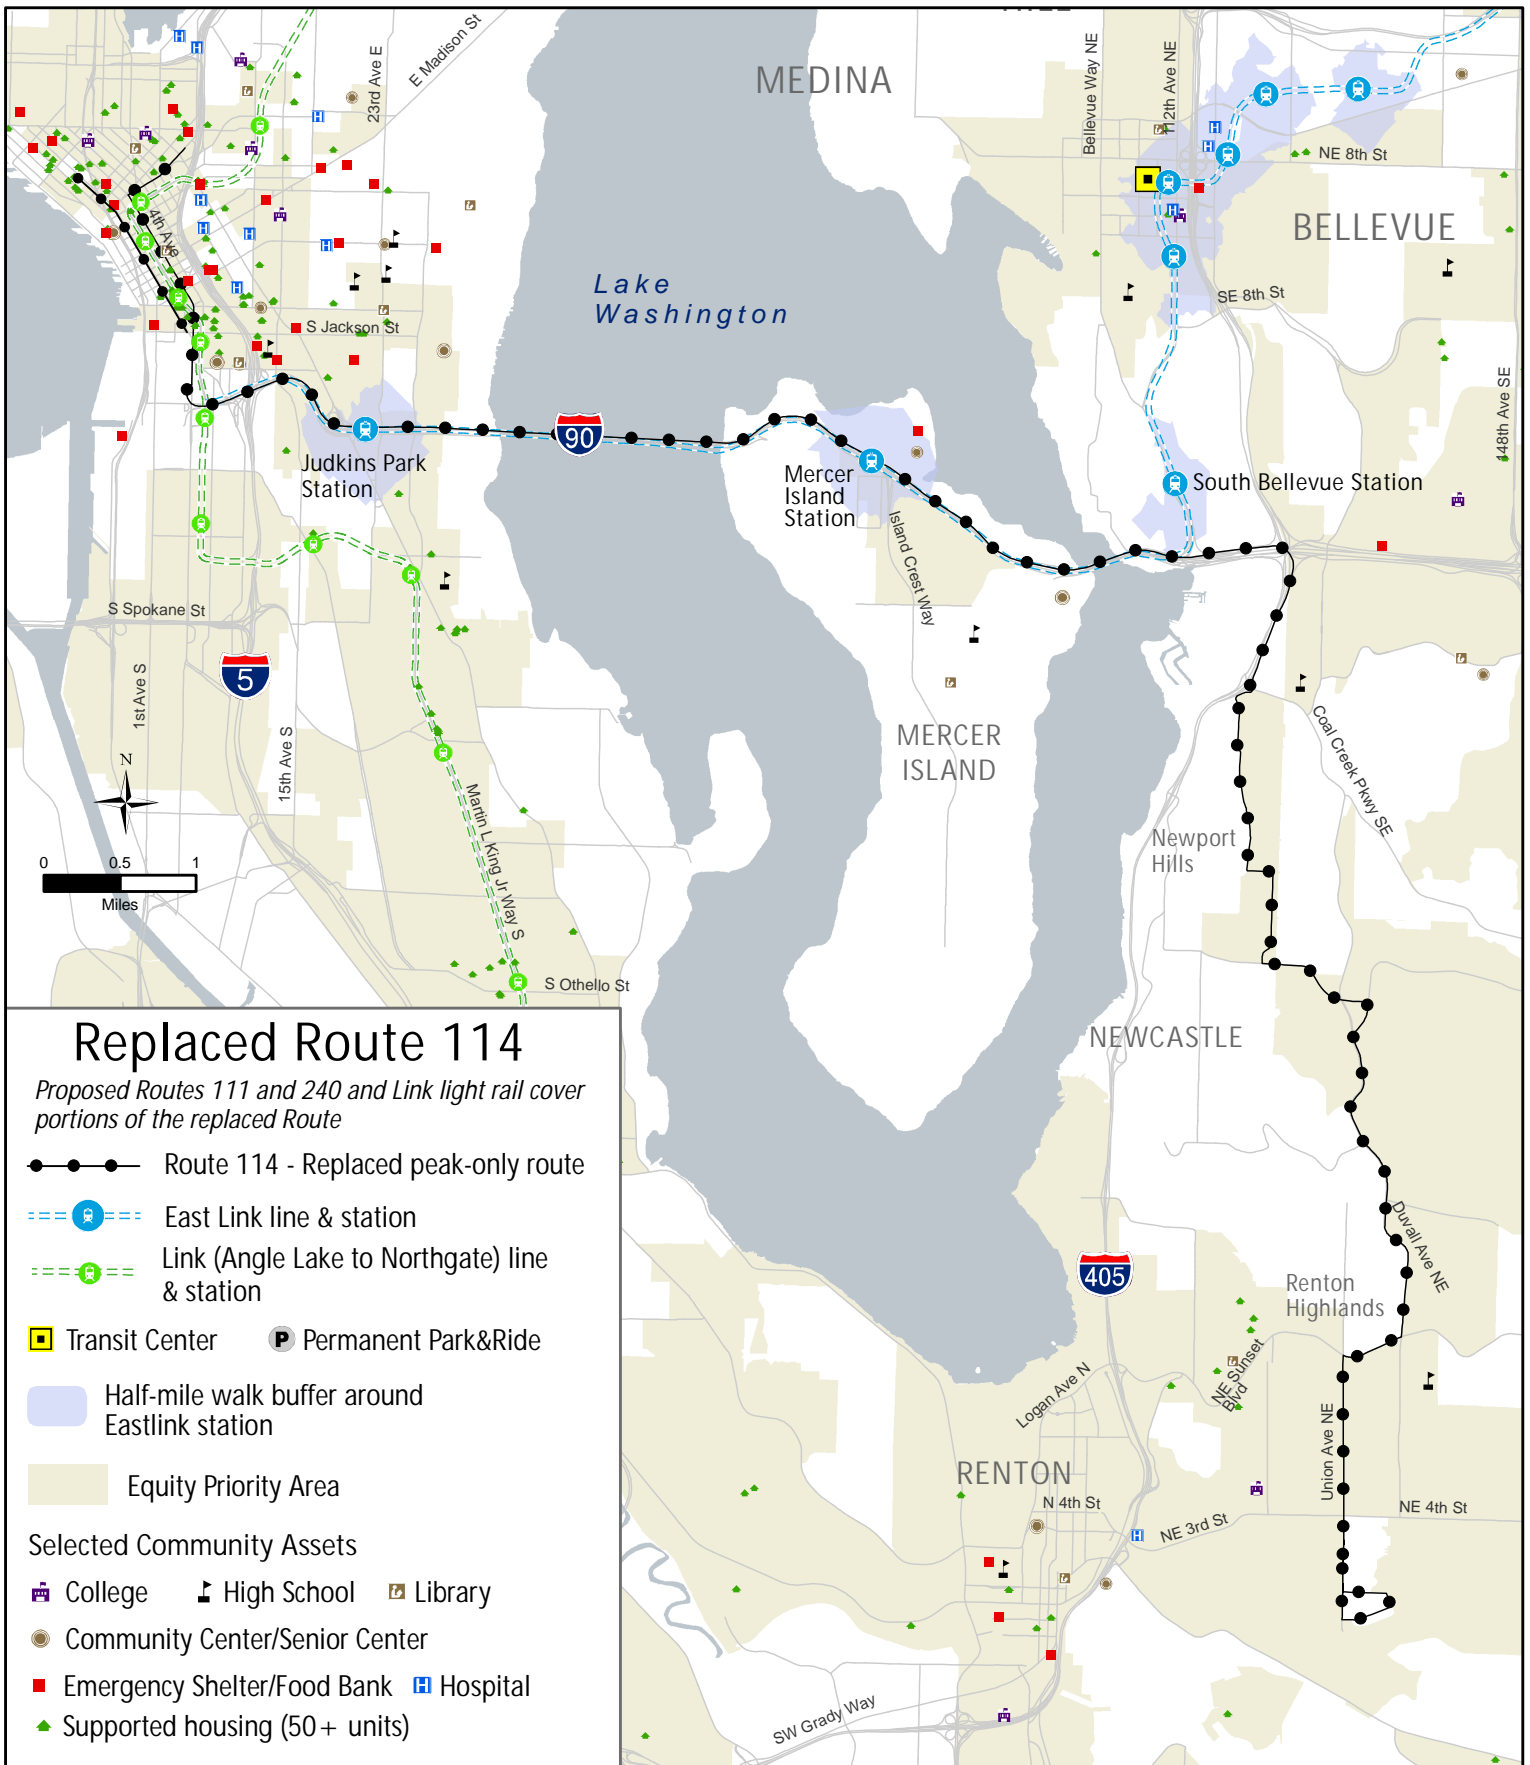 MEDINA
23rd Ave E
E Madison St
Bellevue Way NE
112th Ave NE
NE 8th St
BELLEVUE
4th Ave
Lake
Washington
SE 8th St
S Jackson St
148th Ave SE
90
Judkins Park
Station
Mercer
Island
Station
South Bellevue Station
Island Crest Way
S Spokane St
5
1st Ave S
15th Ave S
MERCER
ISLAND
Coal Creek Pkwy SE
N
Martin L King Jr Way S
Newport
Hills
0 0.5 1
Miles
S Othello St
NEWCASTLE
Replaced Route 114
Proposed Routes 111 and 240 and Link light rail cover
portions of the replaced Route
Route 114 - Replaced peak-only route
East Link line & station
Link (Angle Lake to Northgate) line
& station
Transit Center
P Permanent Park&Ride
Half-mile walk buffer around
Eastlink station
Equity Priority Area
Selected Community Assets
College
High School
Library
Community Center/Senior Center
Emergency Shelter/Food Bank
H Hospital
Supported housing (50+ units)
405
Duvall Ave NE
Renton
Highlands
NE Sunset
Blvd
Logan Ave N
Union Ave NE
RENTON
N 4th St
NE 4th St
NE 3rd St
SW Grady Way